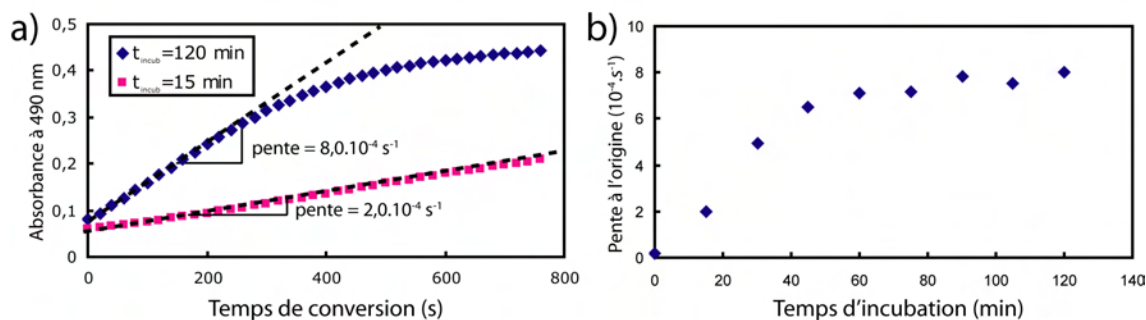 a)
0,5
0,4
0,3
0,2
0,1
0
Absorbance à 490 nm
t incub =120 min
t incub =15 min
pente = 8,0.10⁻⁴ s⁻¹
pente = 2,0.10⁻⁴ s⁻¹
0 200 400 600 800
Temps de conversion (s)
b)
10
8
6
4
2
0
Pente à l'origine (10⁻⁴.s⁻¹)
0 20 40 60 80 100 120 140
Temps d'incubation (min)